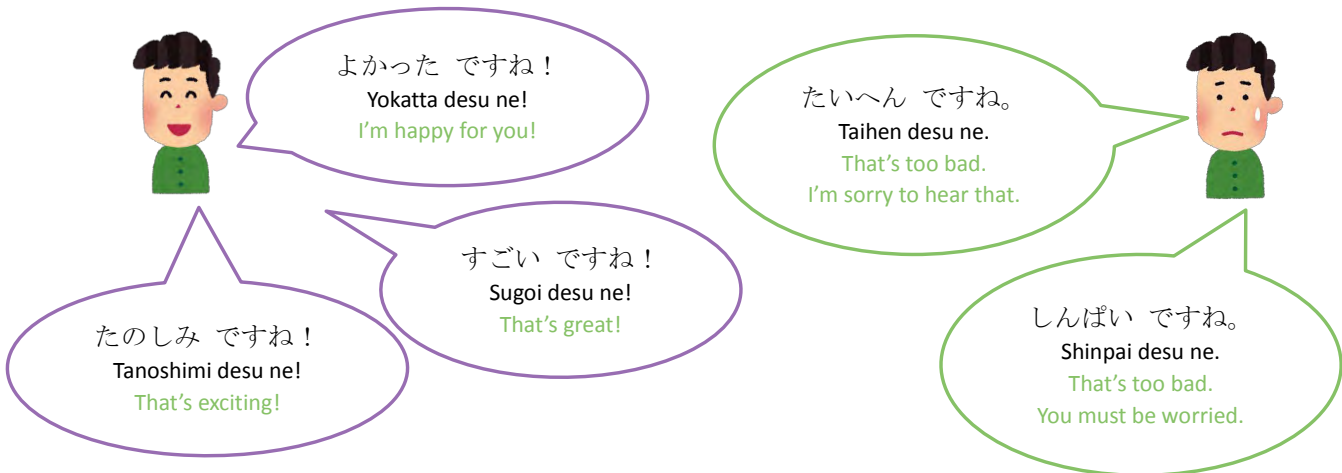 よかった ですね！
Yokatta desu ne!
I'm happy for you!
すごい ですね！
Sugoi desu ne!
That's great!
たのしみ ですね！
Tanoshimi desu ne!
That's exciting!
たいへん ですね。
Taihen desu ne.
That's too bad.
I'm sorry to hear that.
しんぱい ですね。
Shinpai desu ne.
That's too bad.
You must be worried.